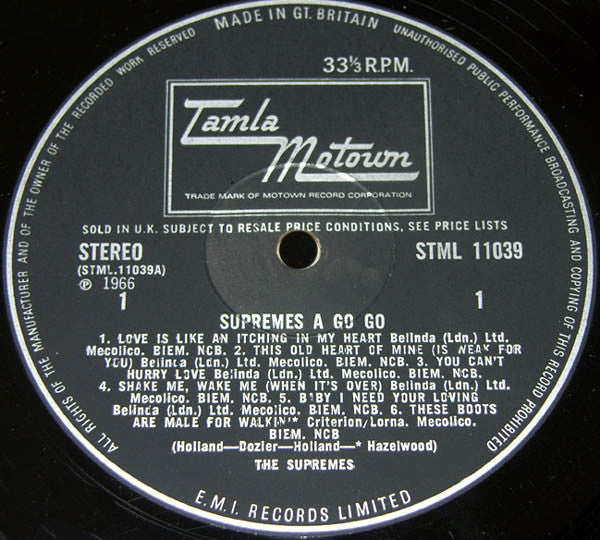 MADE IN GT. BRITAIN
UNAUTHORISED PUBLIC PERFORMANCE BROADCASTING AND COPYING OF THIS RECORD PROHIBITED
ALL RIGHTS OF THE MANUFACTURER AND OF THE OWNER OF THE RECORDED WORK RESERVED
33⅓ R.P.M.
Tamla
Motown
TRADE MARK OF MOTOWN RECORD CORPORATION
SOLD IN U.K. SUBJECT TO RESALE PRICE CONDITIONS, SEE PRICE LISTS
STEREO STML 11039
(STML.11039A)
℗ 1966
1 1
SUPREMES A GO GO
1. LOVE IS LIKE AN ITCHING IN MY HEART Belinda (Ldn.) Ltd.
Mecolico. BIEM. NCB. 2. THIS OLD HEART OF MINE (IS WEAK FOR
YOU) Belinda (Ldn.) Ltd. Mecolico. BIEM. NCB. 3. YOU CAN'T
HURRY LOVE Belinda (Ldn.) Ltd. Mecolico. BIEM. NCB.
4. SHAKE ME, WAKE ME (WHEN IT'S OVER) Belinda (Ldn.) Ltd.
Mecolico. BIEM. NCB. 5. BABY I NEED YOUR LOVING
Belinda (Ldn.) Ltd. Mecolico. BIEM. NCB. 6. THESE BOOTS
ARE MALE FOR WALKIN'* Criterion/Lorna. Mecolico.
BIEM. NCB
(Holland—Dozier—Holland—* Hazelwood)
THE SUPREMES
E.M.I. RECORDS LIMITED